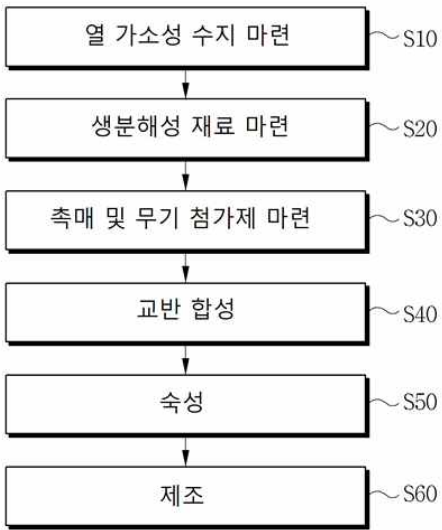 열 가소성 수지 마련 S10
생분해성 재료 마련 S20
촉매 및 무기 첨가제 마련 S30
교반 합성 S40
숙성 S50
제조 S60